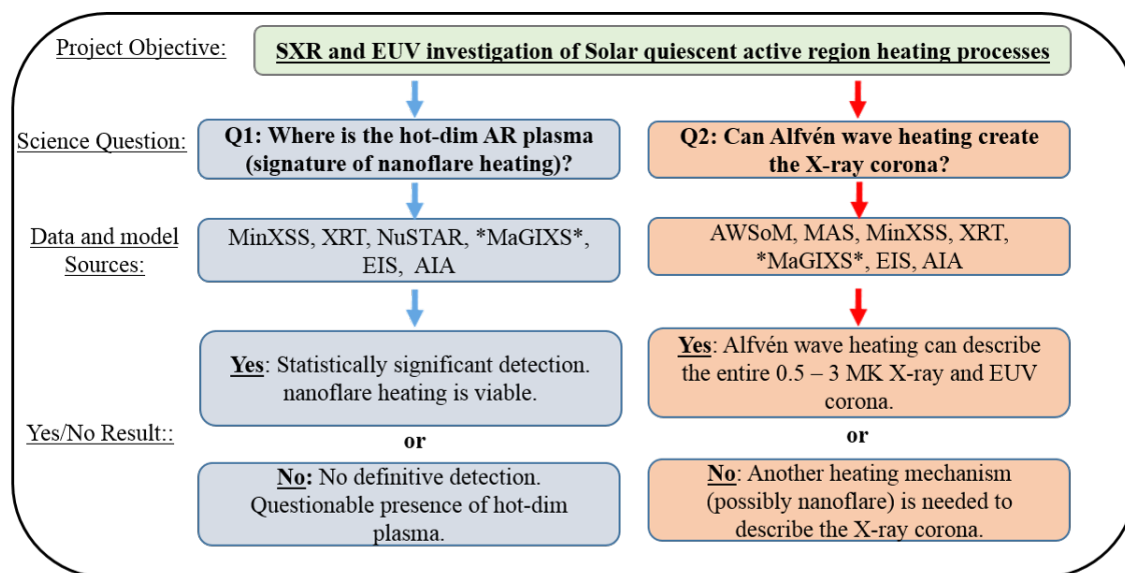 Project Objective:
SXR and EUV investigation of Solar quiescent active region heating processes
Science Question:
Q1: Where is the hot-dim AR plasma
(signature of nanoflare heating)?
Q2: Can Alfvén wave heating create
the X-ray corona?
Data and model
Sources:
MinXSS, XRT, NuSTAR, *MaGIXS*,
EIS, AIA
AWSoM, MAS, MinXSS, XRT,
*MaGIXS*, EIS, AIA
Yes/No Result::
Yes: Statistically significant detection.
nanoflare heating is viable.
or
No: No definitive detection.
Questionable presence of hot-dim
plasma.
Yes: Alfvén wave heating can describe
the entire 0.5 – 3 MK X-ray and EUV
corona.
or
No: Another heating mechanism
(possibly nanoflare) is needed to
describe the X-ray corona.